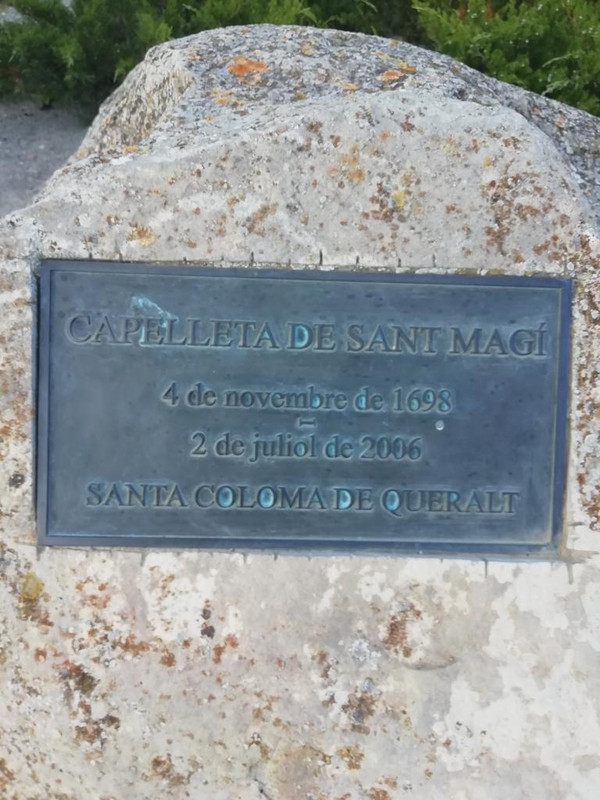 CAPELLETA DE SANT MAGÍ
4 de novembre de 1698
–
2 de juliol de 2006
SANTA COLOMA DE QUERALT